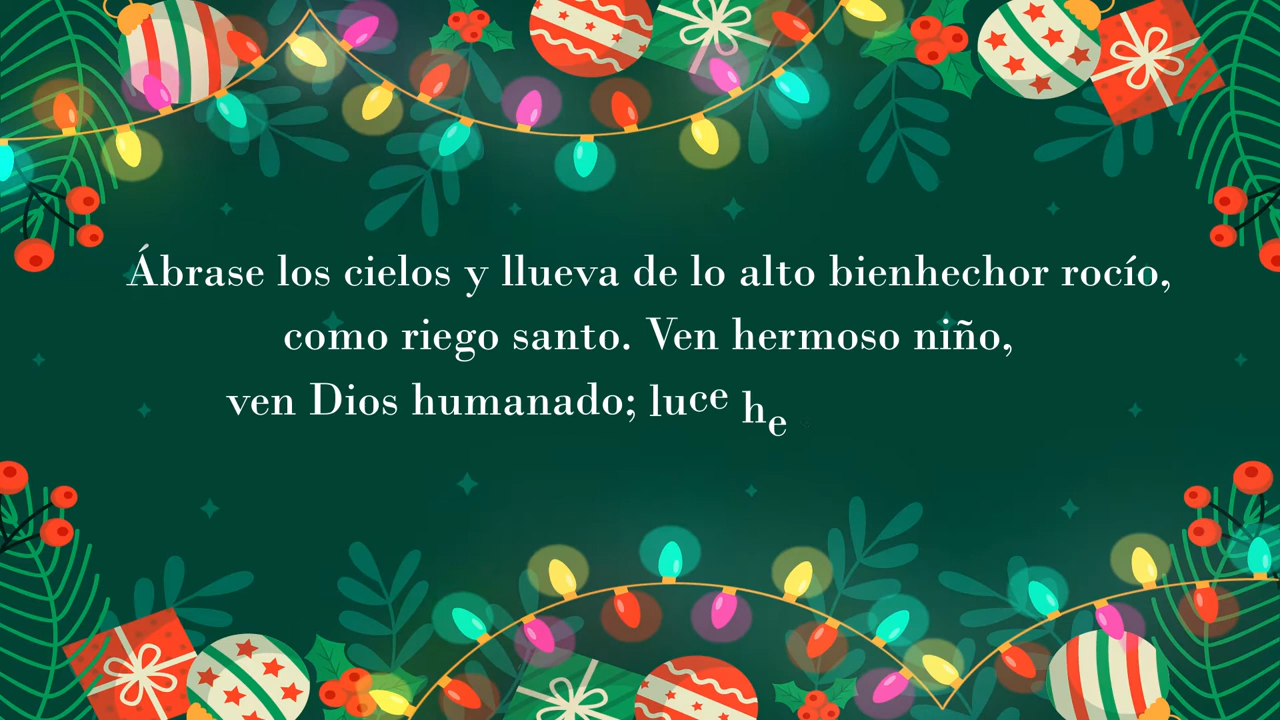 Ábrase los cielos y llueva de lo alto bienhechor rocío,
como riego santo. Ven hermoso niño,
ven Dios humanado; luce he